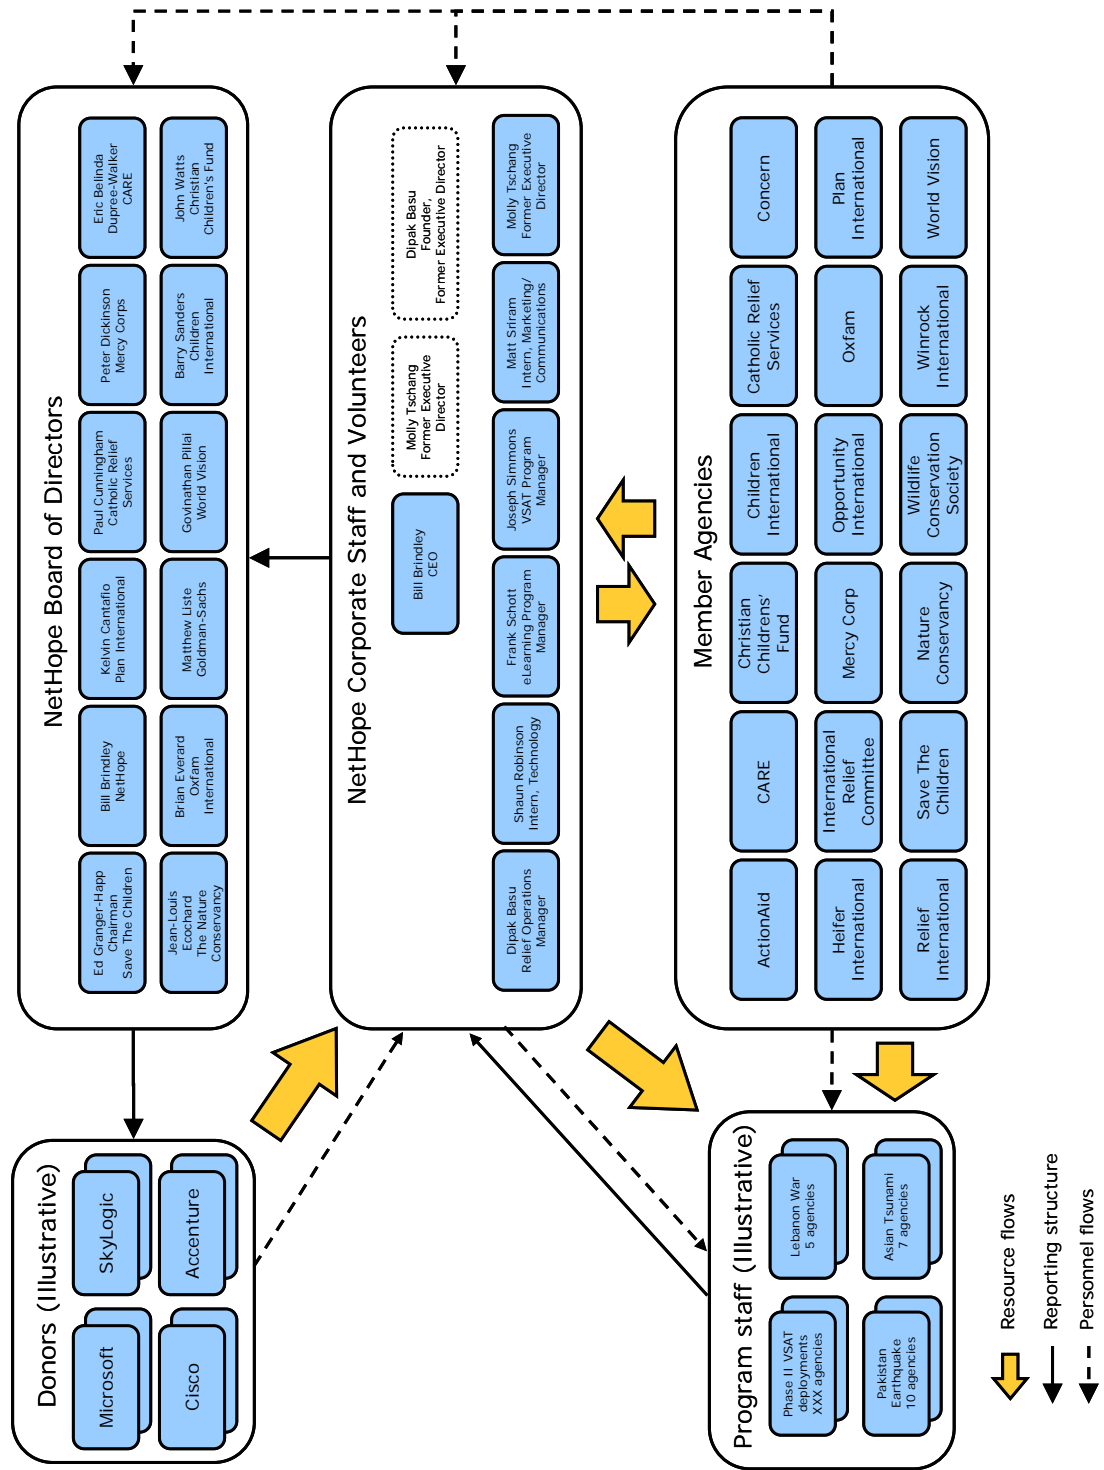 Donors (Illustrative)
Microsoft
SkyLogic
Cisco
Accenture
NetHope Board of Directors
Ed Granger-Happ
Chairman
Save The Children
Bill Brindley
NetHope
Kelvin Cantafio
Plan International
Paul Cunningham
Catholic Relief
Services
Peter Dickinson
Mercy Corps
Eric Belinda
Dupree-Walker
CARE
Jean-Louis
Ecochard
The Nature
Conservancy
Brian Everard
Oxfam
International
Matthew Liste
Goldman-Sachs
Govinathan Pillai
World Vision
Barry Sanders
Children
International
John Watts
Christian
Children's Fund
NetHope Corporate Staff and Volunteers
Bill Brindley
CEO
Molly Tschang
Former Executive
Director
Dipak Basu
Founder,
Former Executive Director
Dipak Basu
Relief Operations
Manager
Shaun Robinson
Intern, Technology
Frank Schott
eLearning Program
Manager
Joseph Simmons
VSAT Program
Manager
Matt Sriram
Intern, Marketing/
Communications
Molly Tschang
Former Executive
Director
Program staff (Illustrative)
Phase II VSAT
deployments
XXX agencies
Lebanon War
5 agencies
Pakistan
Earthquake
10 agencies
Asian Tsunami
7 agencies
Member Agencies
ActionAid
CARE
Christian
Childrens’
Fund
Children
International
Catholic Relief
Services
Concern
Heifer
International
International
Relief
Committee
Mercy Corp
Opportunity
International
Oxfam
Plan
International
Relief
International
Save The
Children
Nature
Conservancy
Wildlife
Conservation
Society
Winrock
International
World Vision
Resource flows
Reporting structure
Personnel flows